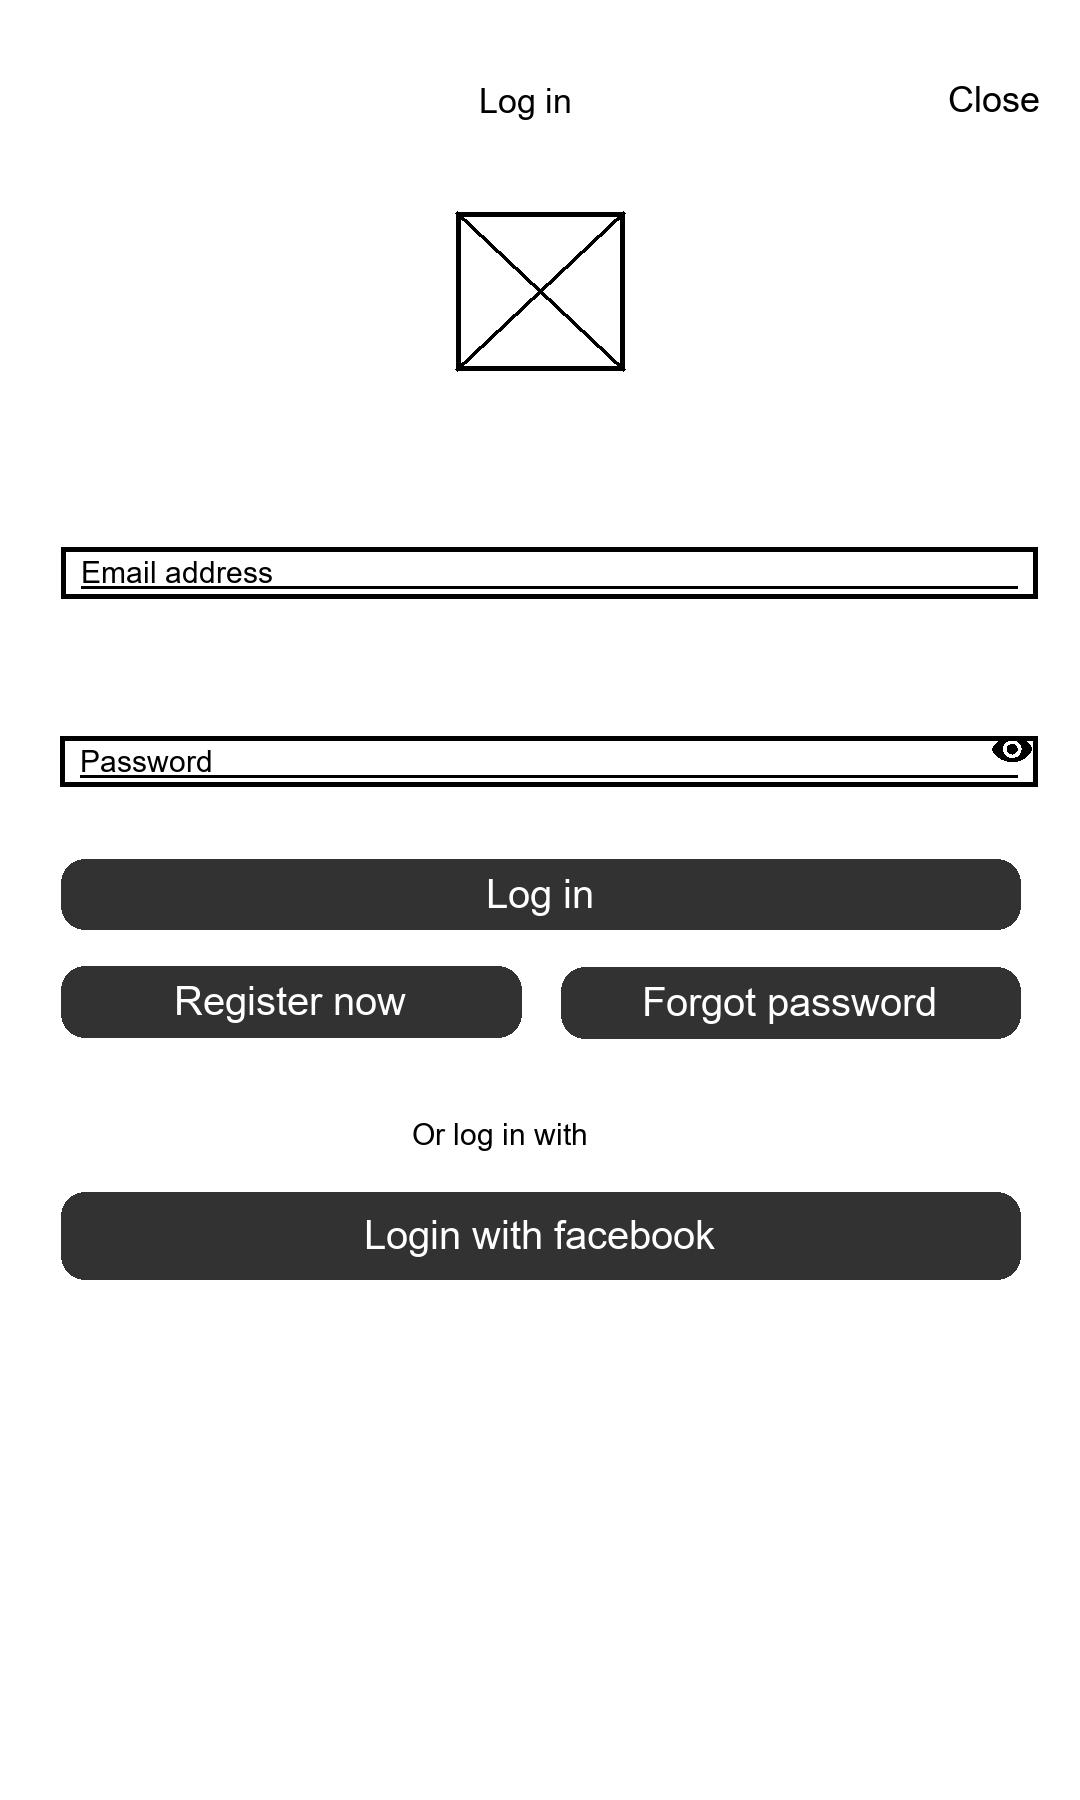 Log in
Close
Email address
Password
Log in
Register now
Forgot password
Or log in with
Login with facebook